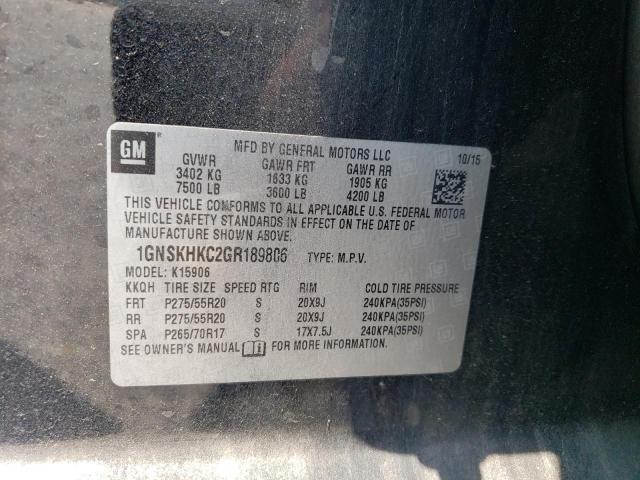 GM
MFD BY GENERAL MOTORS LLC 10/15
GVWR GAWR FRT GAWR RR
3402 KG 1633 KG 1905 KG
7500 LB 3600 LB 4200 LB
THIS VEHICLE CONFORMS TO ALL APPLICABLE U.S. FEDERAL MOTOR
VEHICLE SAFETY STANDARDS IN EFFECT ON THE DATE OF
MANUFACTURE SHOWN ABOVE.
1GNSKHKC2GR189806 TYPE: M.P.V.
MODEL: K15906
KKQH TIRE SIZE SPEED RTG RIM COLD TIRE PRESSURE
FRT P275/55R20 S 20X9J 240KPA(35PSI)
RR P275/55R20 S 20X9J 240KPA(35PSI)
SPA P265/70R17 S 17X7.5J 240KPA(35PSI)
SEE OWNER'S MANUAL FOR MORE INFORMATION.